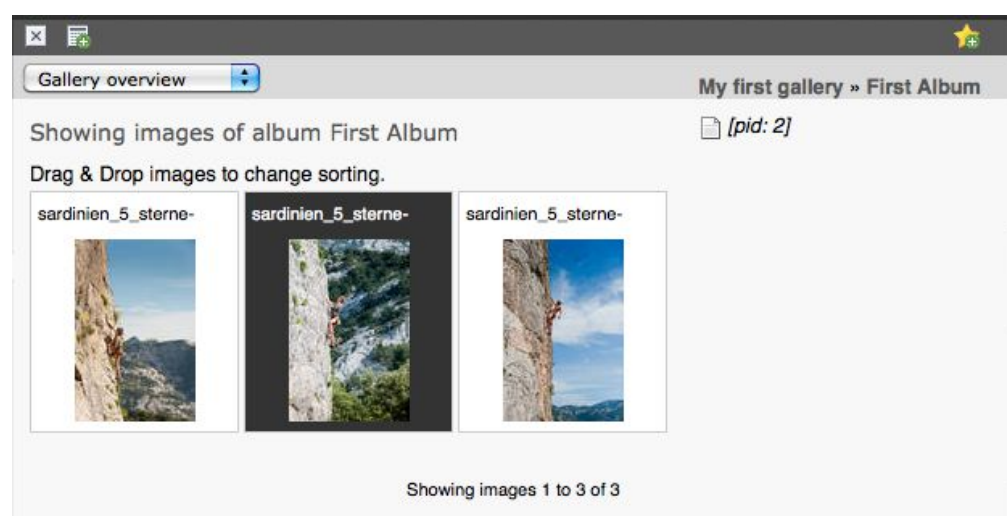 Gallery overview
My first gallery » First Album
[pid: 2]
Showing images of album First Album
Drag & Drop images to change sorting.
sardinien_5_sterne-
sardinien_5_sterne-
sardinien_5_sterne-
Showing images 1 to 3 of 3